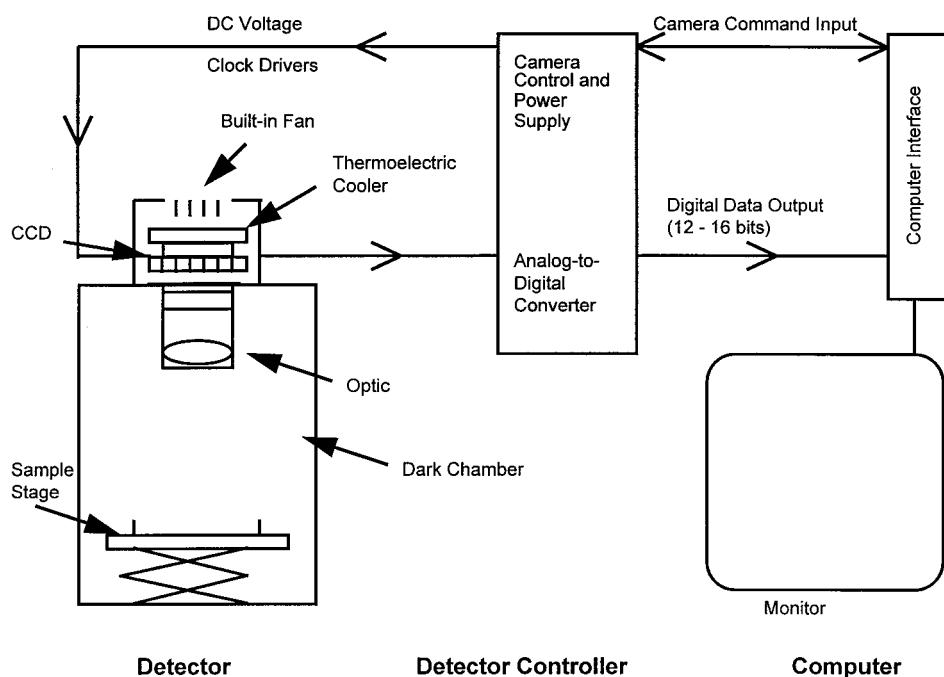 DC Voltage
Clock Drivers
Camera Command Input
Camera
Control and
Power
Supply
Computer Interface
Built-in Fan
Thermoelectric
Cooler
CCD
Digital Data Output
(12 - 16 bits)
Analog-to-
Digital
Converter
Optic
Dark Chamber
Sample
Stage
Monitor
Detector
Detector Controller
Computer